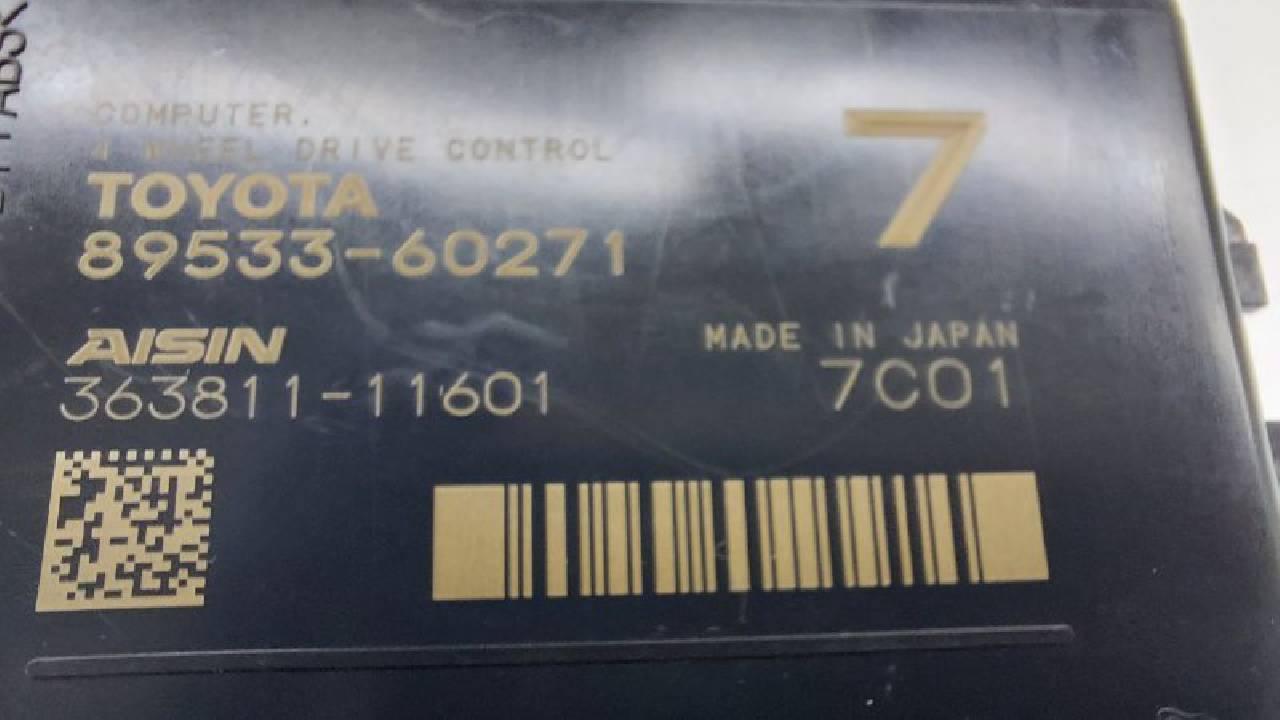 COMPUTER.
4 WHEEL DRIVE CONTROL
TOYOTA
89533-60271
7
AISIN
363811-11601
MADE IN JAPAN
7C01